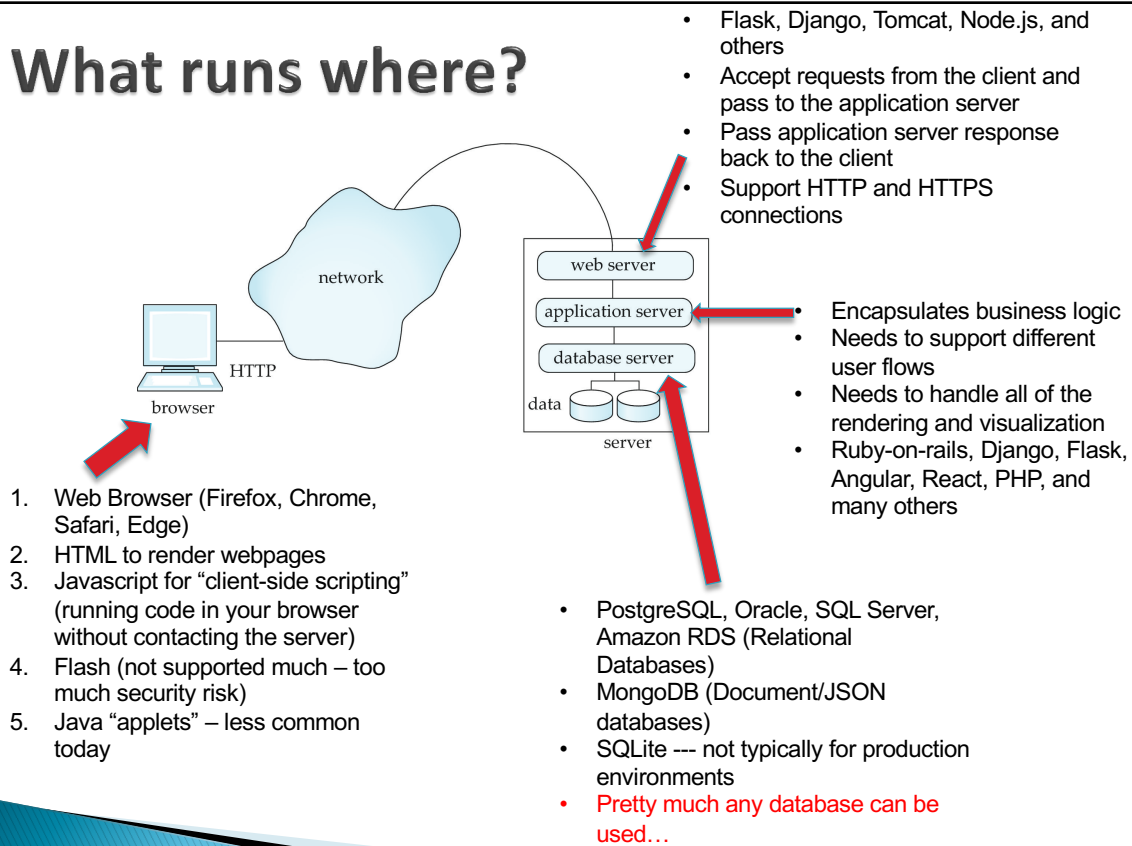 What runs where?
• Flask, Django, Tomcat, Node.js, and
others
• Accept requests from the client and
pass to the application server
• Pass application server response
back to the client
• Support HTTP and HTTPS
connections
network
web server
application server
database server
data
server
HTTP
browser
• Encapsulates business logic
• Needs to support different
user flows
• Needs to handle all of the
rendering and visualization
• Ruby-on-rails, Django, Flask,
Angular, React, PHP, and
many others
1. Web Browser (Firefox, Chrome,
Safari, Edge)
2. HTML to render webpages
3. Javascript for “client-side scripting”
(running code in your browser
without contacting the server)
4. Flash (not supported much – too
much security risk)
5. Java “applets” – less common
today
• PostgreSQL, Oracle, SQL Server,
Amazon RDS (Relational
Databases)
• MongoDB (Document/JSON
databases)
• SQLite --- not typically for production
environments
• Pretty much any database can be
used…